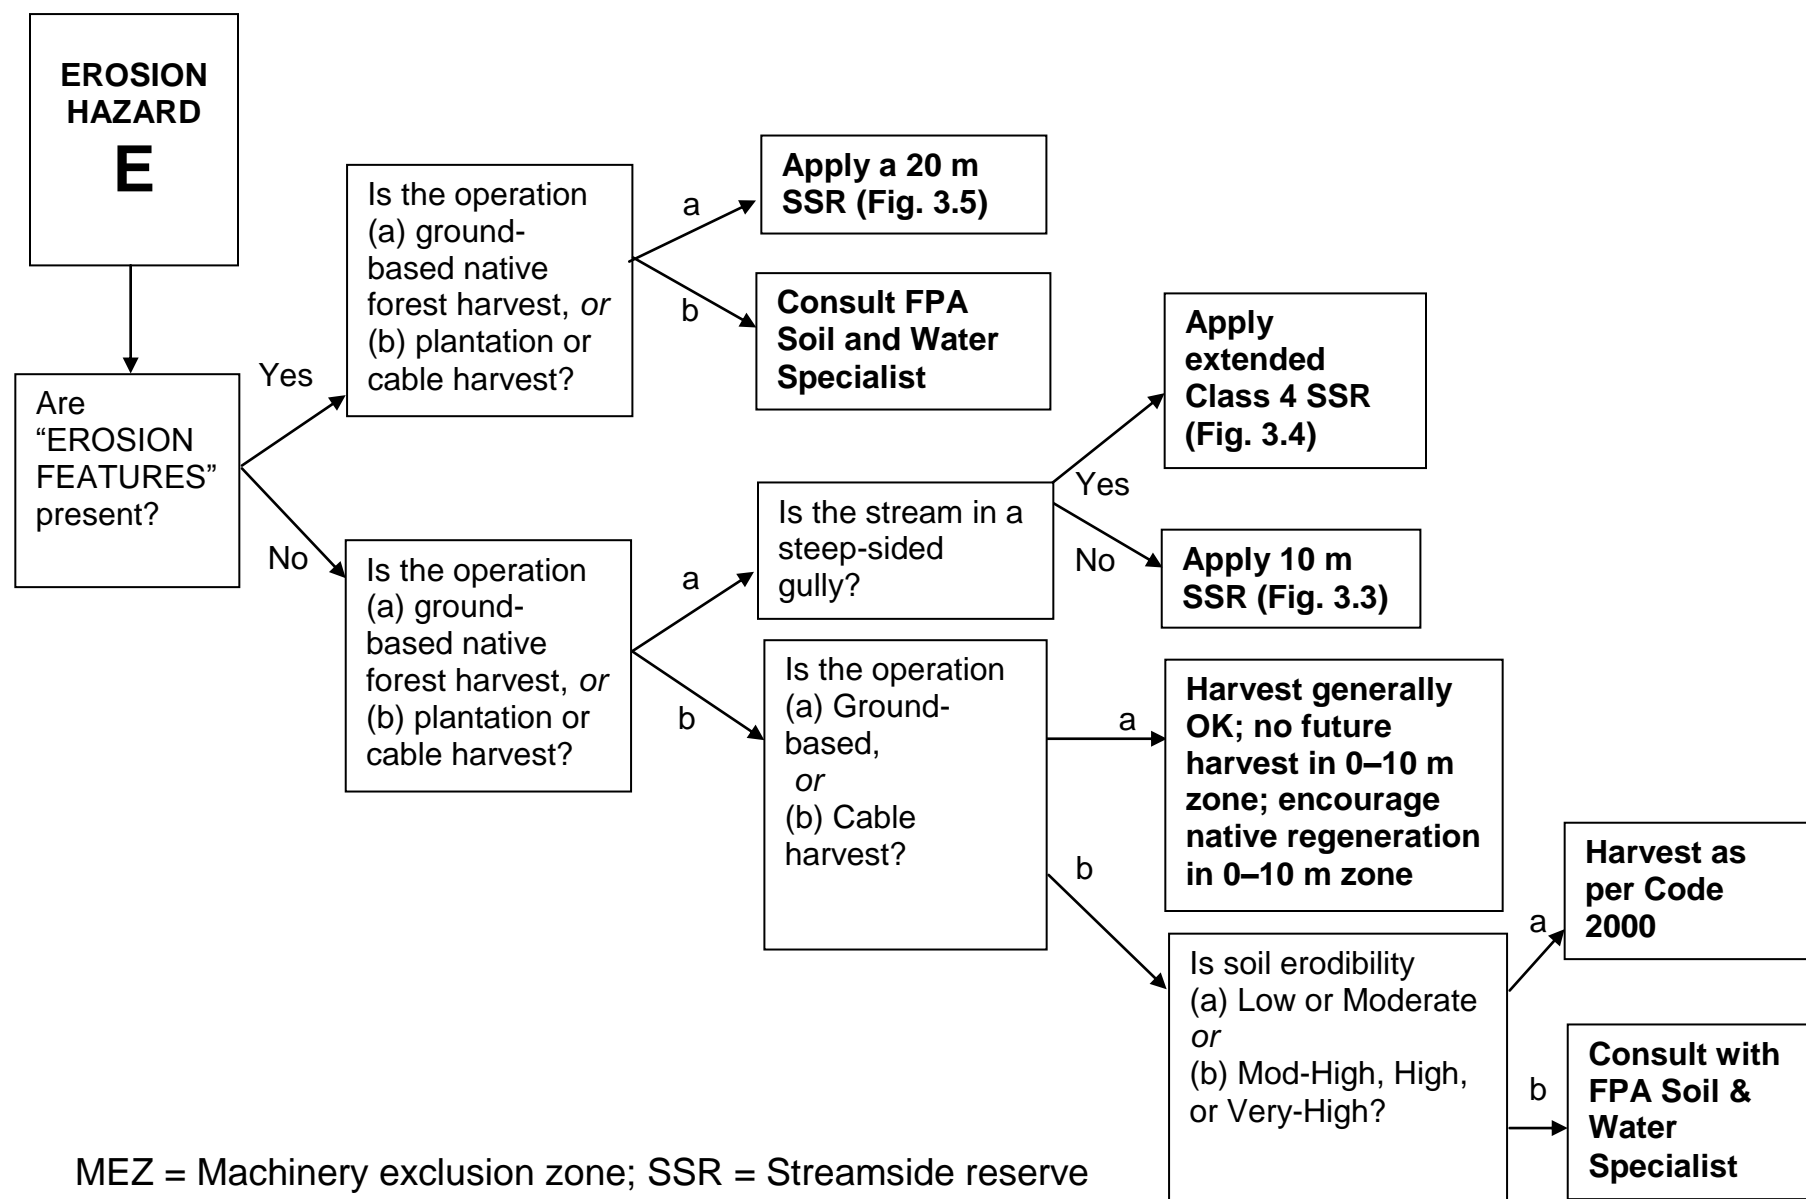 EROSION
HAZARD
E
Are
“EROSION
FEATURES”
present?
Yes
No
Is the operation
(a) ground-
based native
forest harvest, or
(b) plantation or
cable harvest?
a
b
Apply a 20 m
SSR (Fig. 3.5)
Consult FPA
Soil and Water
Specialist
Is the operation
(a) ground-
based native
forest harvest, or
(b) plantation or
cable harvest?
a
b
Is the stream in a
steep-sided
gully?
Yes
No
Apply
extended
Class 4 SSR
(Fig. 3.4)
Apply 10 m
SSR (Fig. 3.3)
Is the operation
(a) Ground-
based,
or
(b) Cable
harvest?
a
b
Harvest generally
OK; no future
harvest in 0–10 m
zone; encourage
native regeneration
in 0–10 m zone
Is soil erodibility
(a) Low or Moderate
or
(b) Mod-High, High,
or Very-High?
a
b
Harvest as
per Code
2000
Consult with
FPA Soil &
Water
Specialist
MEZ = Machinery exclusion zone; SSR = Streamside reserve